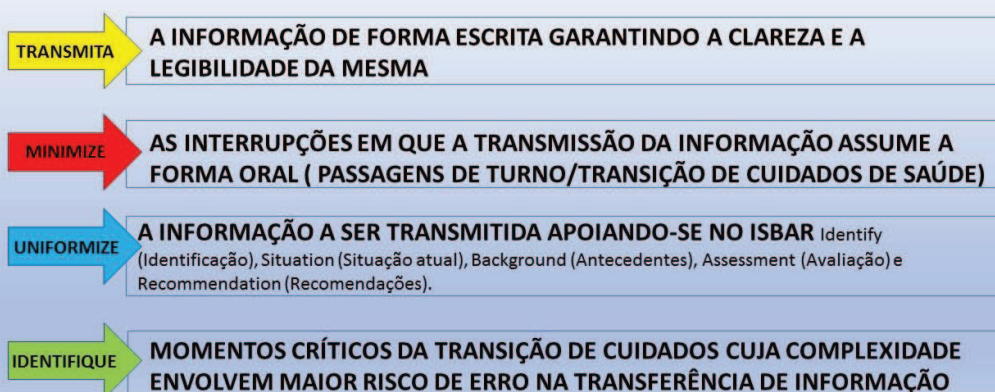 TRANSMITA
A INFORMAÇÃO DE FORMA ESCRITA GARANTINDO A CLAREZA E A
LEGIBILIDADE DA MESMA
MINIMIZE
AS INTERRUPÇÕES EM QUE A TRANSMISSÃO DA INFORMAÇÃO ASSUME A
FORMA ORAL ( PASSAGENS DE TURNO/TRANSIÇÃO DE CUIDADOS DE SAÚDE)
UNIFORMIZE
A INFORMAÇÃO A SER TRANSMITIDA APOIANDO-SE NO ISBAR Identify
(Identificação), Situation (Situação atual), Background (Antecedentes), Assessment (Avaliação) e
Recommendation (Recomendações).
IDENTIFIQUE
MOMENTOS CRÍTICOS DA TRANSIÇÃO DE CUIDADOS CUJA COMPLEXIDADE
ENVOLVEM MAIOR RISCO DE ERRO NA TRANSFERÊNCIA DE INFORMAÇÃO